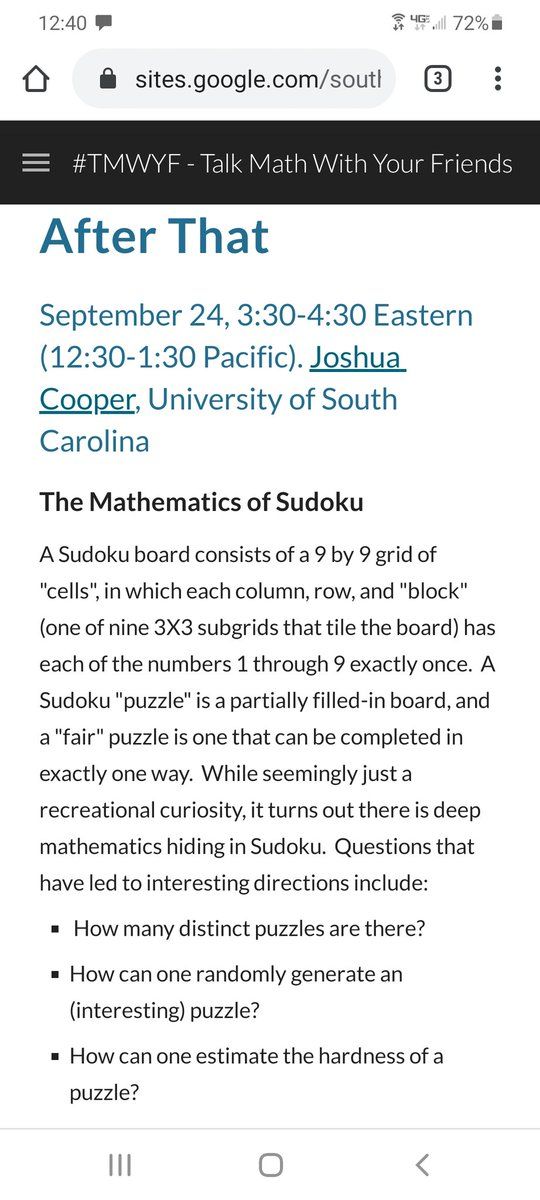 12:40 72%
sites.google.com/south 3
#TMWYF - Talk Math With Your Friends
After That
September 24, 3:30-4:30 Eastern
(12:30-1:30 Pacific). Joshua
Cooper, University of South
Carolina
The Mathematics of Sudoku
A Sudoku board consists of a 9 by 9 grid of
"cells", in which each column, row, and "block"
(one of nine 3X3 subgrids that tile the board) has
each of the numbers 1 through 9 exactly once. A
Sudoku "puzzle" is a partially filled-in board, and
a "fair" puzzle is one that can be completed in
exactly one way. While seemingly just a
recreational curiosity, it turns out there is deep
mathematics hiding in Sudoku. Questions that
have led to interesting directions include:
▪ How many distinct puzzles are there?
▪ How can one randomly generate an
(interesting) puzzle?
▪ How can one estimate the hardness of a
puzzle?